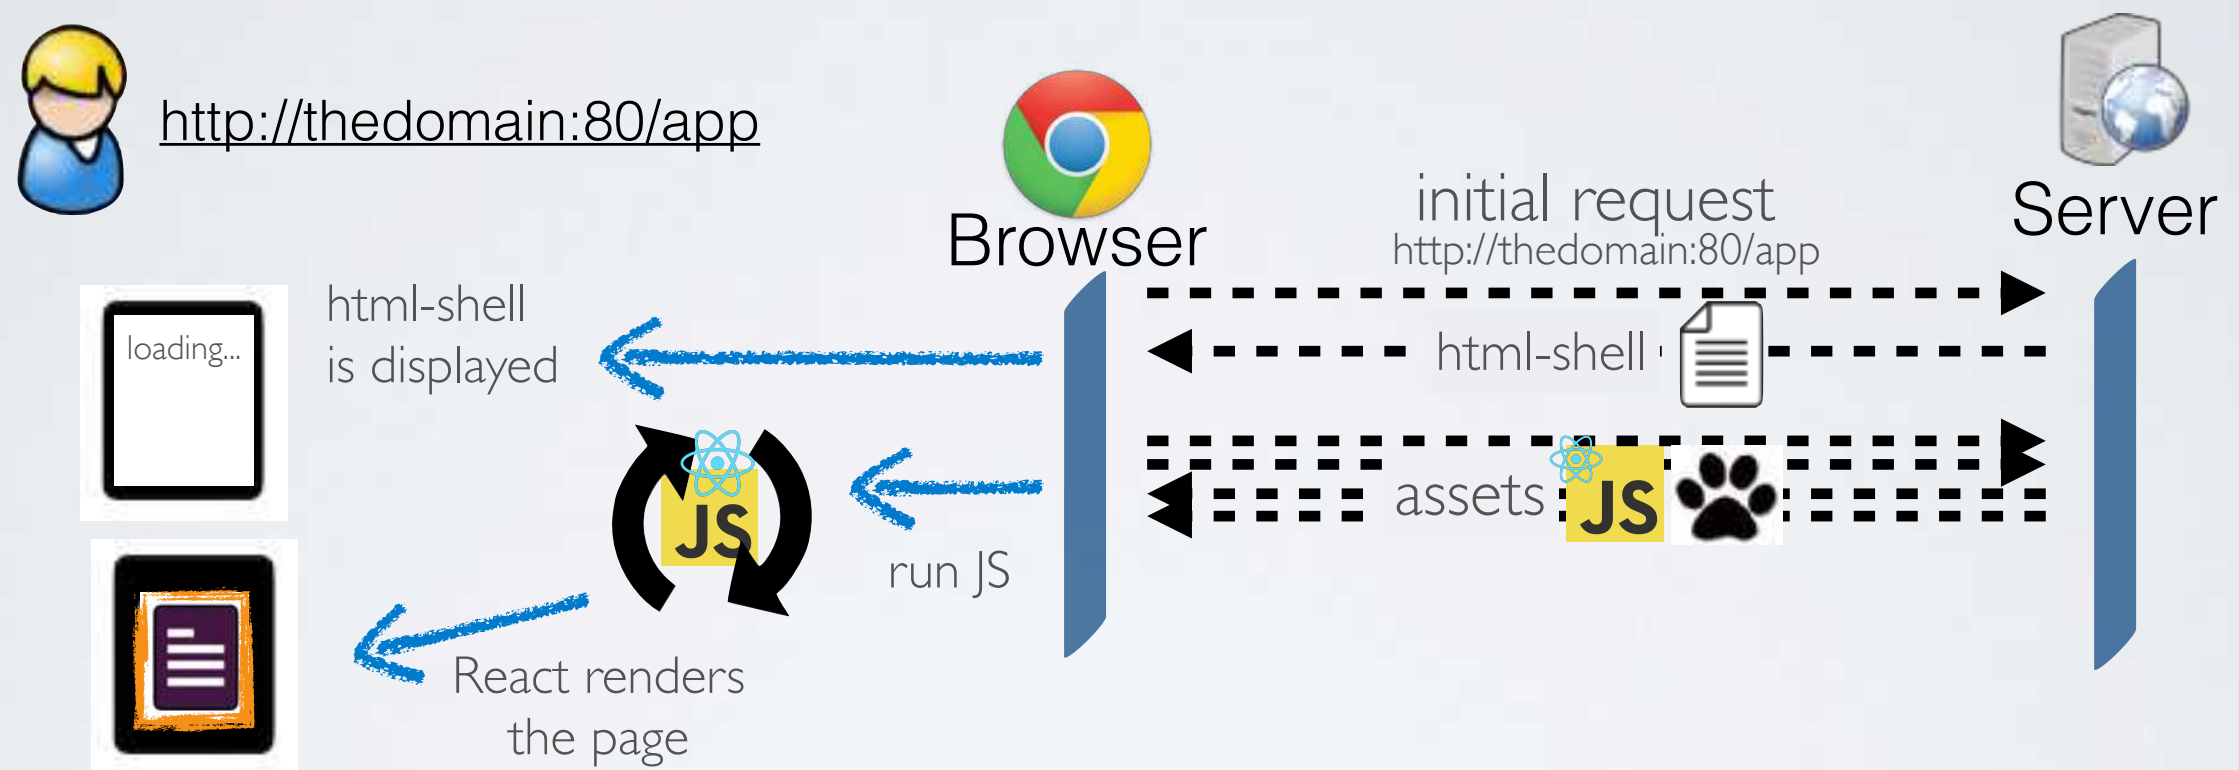 http://thedomain:80/app
Browser
initial request
http://thedomain:80/app
Server
html-shell
is displayed
loading...
html-shell
assets
JS
JS
run JS
React renders
the page